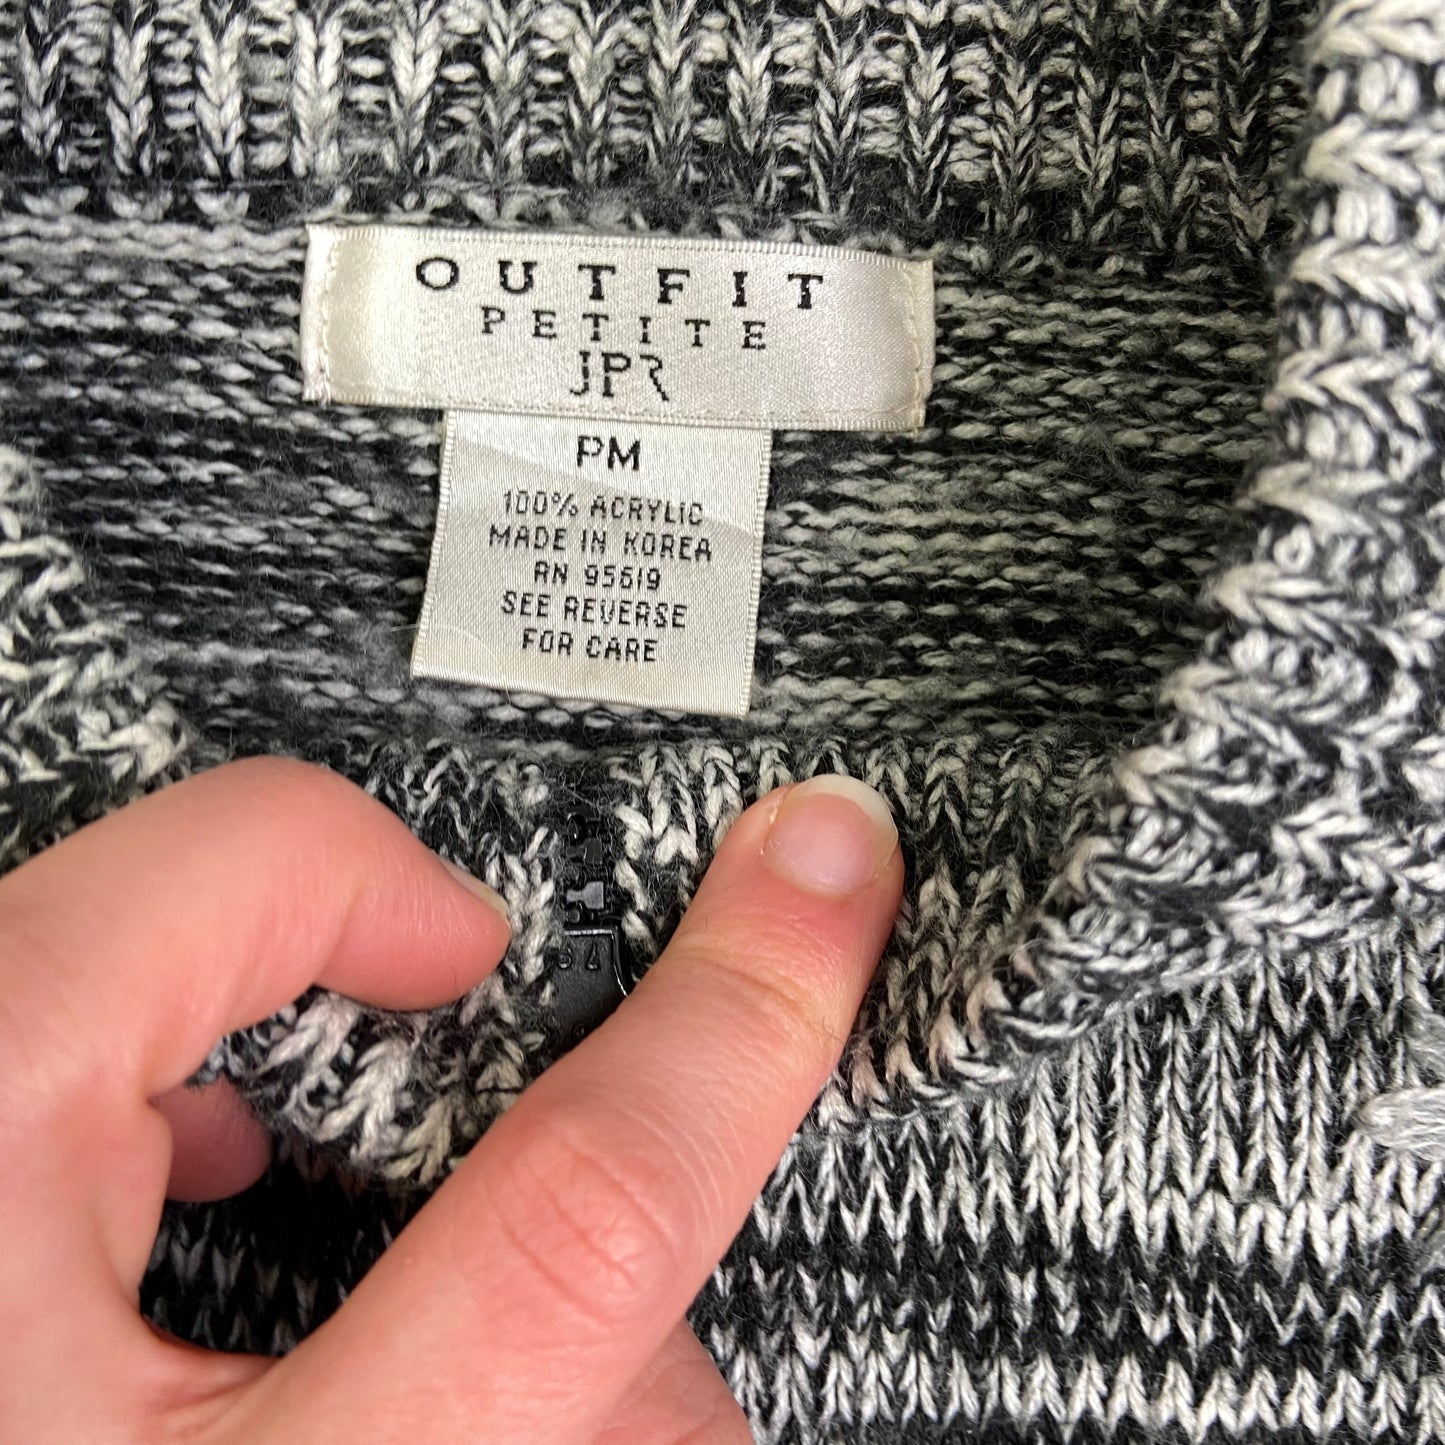 OUTFIT
PETITE
JPR
PM
100% ACRYLIC
MADE IN KOREA
RN 95619
SEE REVERSE
FOR CARE